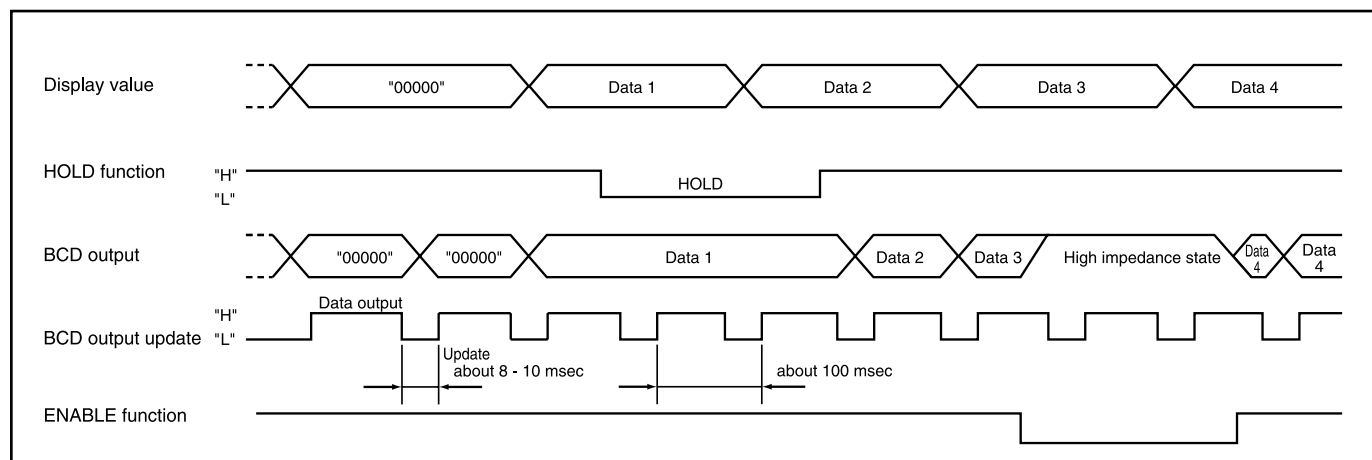 Display value "00000" Data 1 Data 2 Data 3 Data 4
HOLD function "H" HOLD
"L"
BCD output "00000" "00000" Data 1 Data 2 Data 3 High impedance state Data 4 Data 4
Data output
"H"
BCD output update "L"
Update
about 8 - 10 msec about 100 msec
ENABLE function